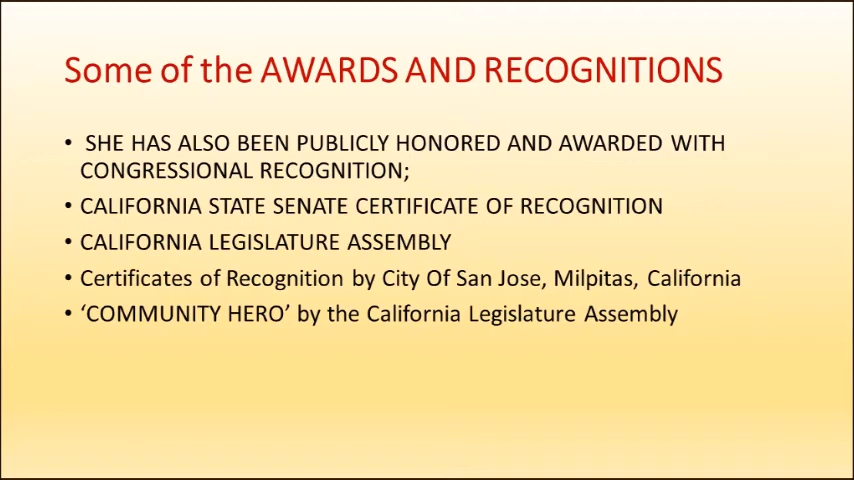 Some of the AWARDS AND RECOGNITIONS
• SHE HAS ALSO BEEN PUBLICLY HONORED AND AWARDED WITH
CONGRESSIONAL RECOGNITION;
• CALIFORNIA STATE SENATE CERTIFICATE OF RECOGNITION
• CALIFORNIA LEGISLATURE ASSEMBLY
• Certificates of Recognition by City Of San Jose, Milpitas, California
• ‘COMMUNITY HERO’ by the California Legislature Assembly